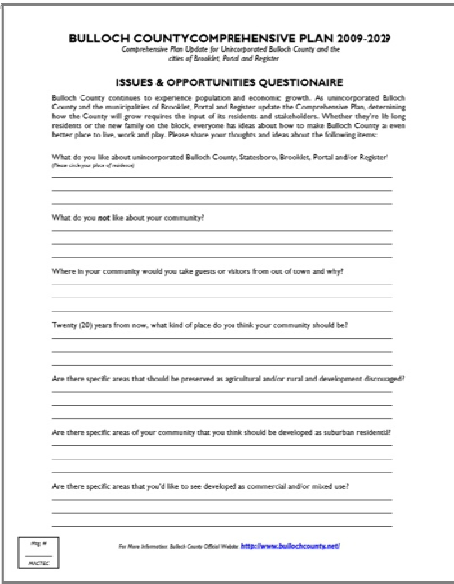 BULLOCH COUNTYCOMPREHENSIVE PLAN 2009-2029
Comprehensive Plan Update for Unincorporated Bulloch County and the
cities of Brooklet, Portal and Register
ISSUES & OPPORTUNITIES QUESTIONAIRE
Bulloch County continues to experience population and economic growth. As unincorporated Bulloch
County and the municipalities of Brooklet, Portal and Register update the Comprehensive Plan, determining
how the County will grow requires the input of its residents and stakeholders. Whether they're life long
residents or the new family on the block, everyone has ideas about how to make Bulloch County a even
better place to live, work and play. Please share your thoughts and ideas about the following items:
What do you like about unincorporated Bulloch County, Statesboro, Brooklet, Portal and/or Register?
(Please circle your place of residence)
What do you not like about your community?
Where in your community would you take guests or visitors from out of town and why?
Twenty (20) years from now, what kind of place do you think your community should be?
Are there specific areas that should be preserved as agricultural and/or rural and development discouraged?
Are there specific areas of your community that you think should be developed as suburban residential?
Are there specific areas that you'd like to see developed as commercial and/or mixed use?
Map #
MACTEC
For More Information: Bulloch County Official Website: http://www.bullochcounty.net/